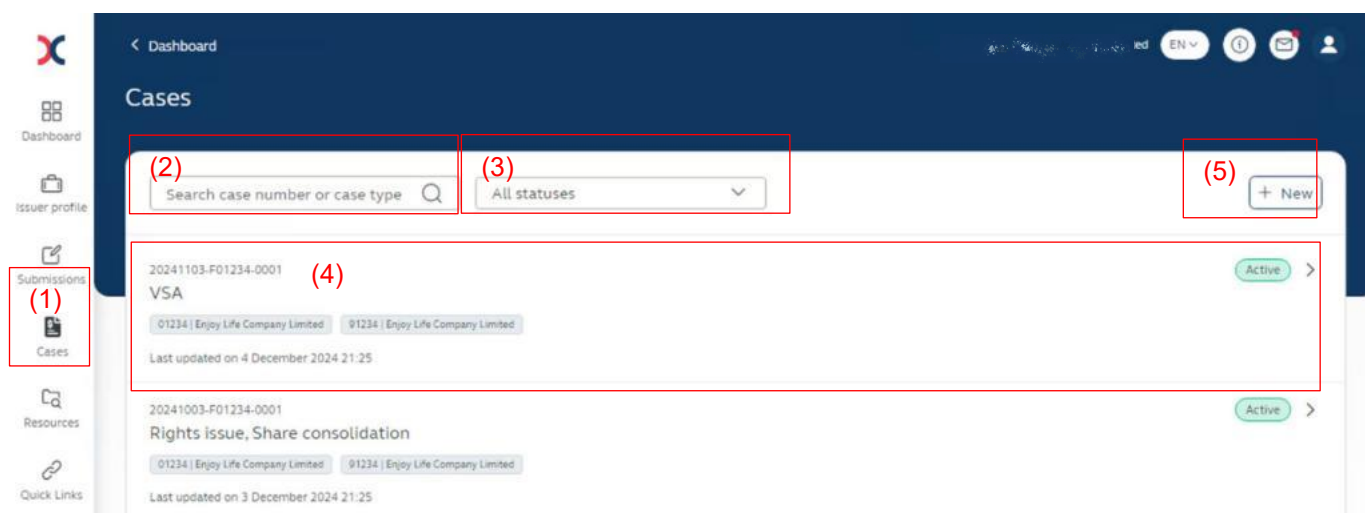 Dashboard
ed EN
Cases
Dashboard
Issuer profile
Submissions
(1)
Cases
Resources
Quick Links
(2)
Search case number or case type
(3)
All statuses
(5)
+ New
20241103-F01234-0001
(4)
Active
VSA
01234 | Enjoy Life Company Limited 91234 | Enjoy Life Company Limited
Last updated on 4 December 2024 21:25
20241003-F01234-0001
Active
Rights issue, Share consolidation
01234 | Enjoy Life Company Limited 91234 | Enjoy Life Company Limited
Last updated on 3 December 2024 21:25